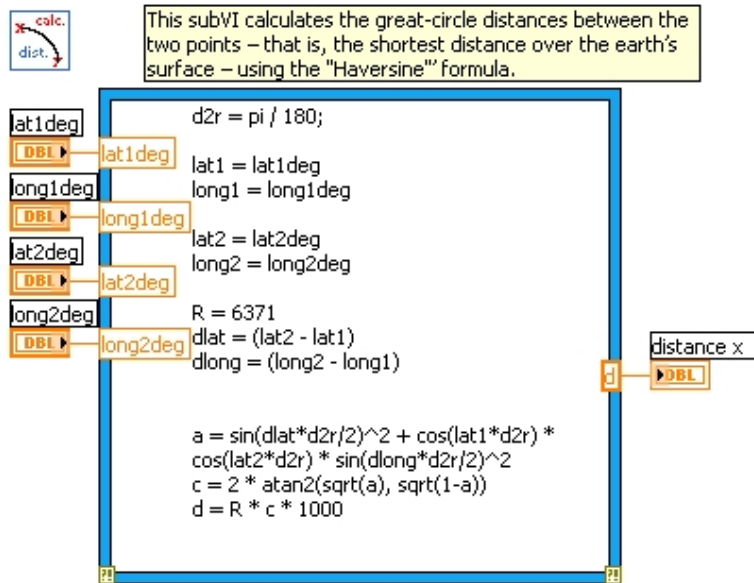 x calc.
dist. y
This subVI calculates the great-circle distances between the
two points – that is, the shortest distance over the earth's
surface – using the "Haversine"' formula.
lat1deg
DBL
lat1deg
long1deg
DBL
long1deg
lat2deg
DBL
lat2deg
long2deg
DBL
long2deg
d2r = pi / 180;
lat1 = lat1deg
long1 = long1deg
lat2 = lat2deg
long2 = long2deg
R = 6371
dlat = (lat2 - lat1)
dlong = (long2 - long1)
a = sin(dlat*d2r/2)^2 + cos(lat1*d2r) *
cos(lat2*d2r) * sin(dlong*d2r/2)^2
c = 2 * atan2(sqrt(a), sqrt(1-a))
d = R * c * 1000
d
distance x
DBL
?!
?!